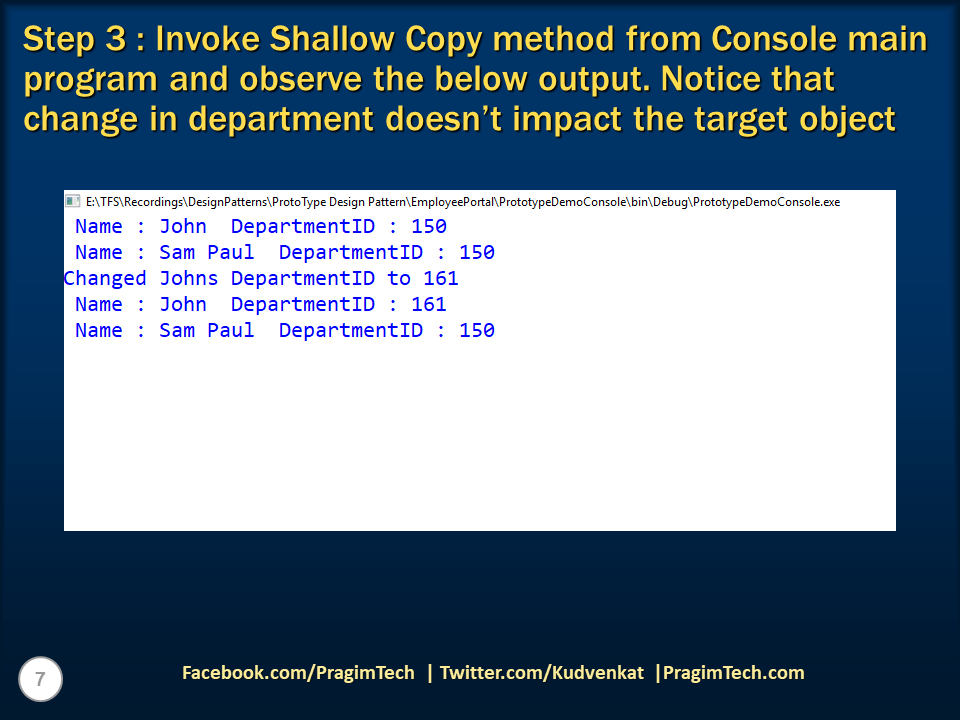 Step 3 : Invoke Shallow Copy method from Console main
program and observe the below output. Notice that
change in department doesn’t impact the target object
E:\TFS\Recordings\DesignPatterns\ProtoType Design Pattern\EmployeePortal\PrototypeDemoConsole\bin\Debug\PrototypeDemoConsole.exe
Name : John  DepartmentID : 150
Name : Sam Paul  DepartmentID : 150
Changed Johns DepartmentID to 161
Name : John  DepartmentID : 161
Name : Sam Paul  DepartmentID : 150
7
Facebook.com/PragimTech | Twitter.com/Kudvenkat |PragimTech.com